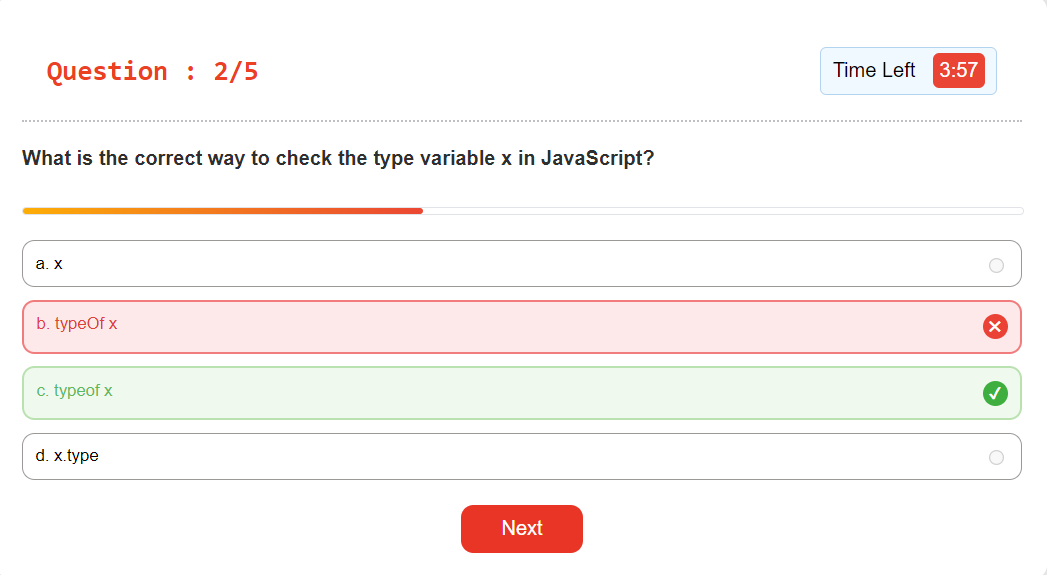 Question : 2/5
Time Left 3:57
What is the correct way to check the type variable x in JavaScript?
a. x
b. typeOf x
c. typeof x
d. x.type
Next